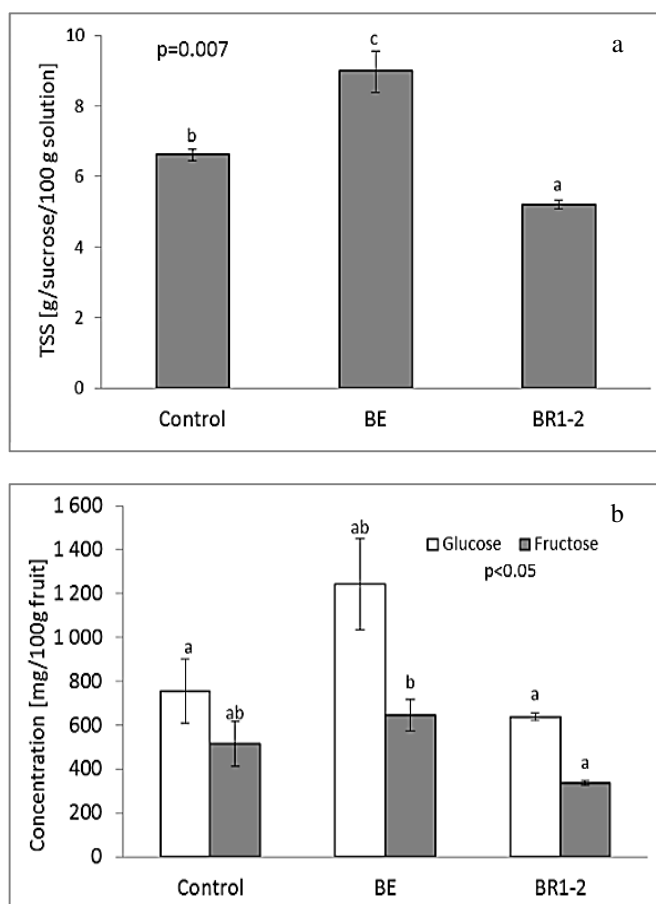 10
p=0.007
c
a
8
b
6
a
4
2
0
TSS [g/sucrose/100 g solution]
Control BE BR1-2
1 600
b
ab
1 400
Glucose Fructose
p<0.05
1 200
1 000
a
800
b
ab
a
600
400
a
200
0
Concentration [mg/100g fruit]
Control BE BR1-2